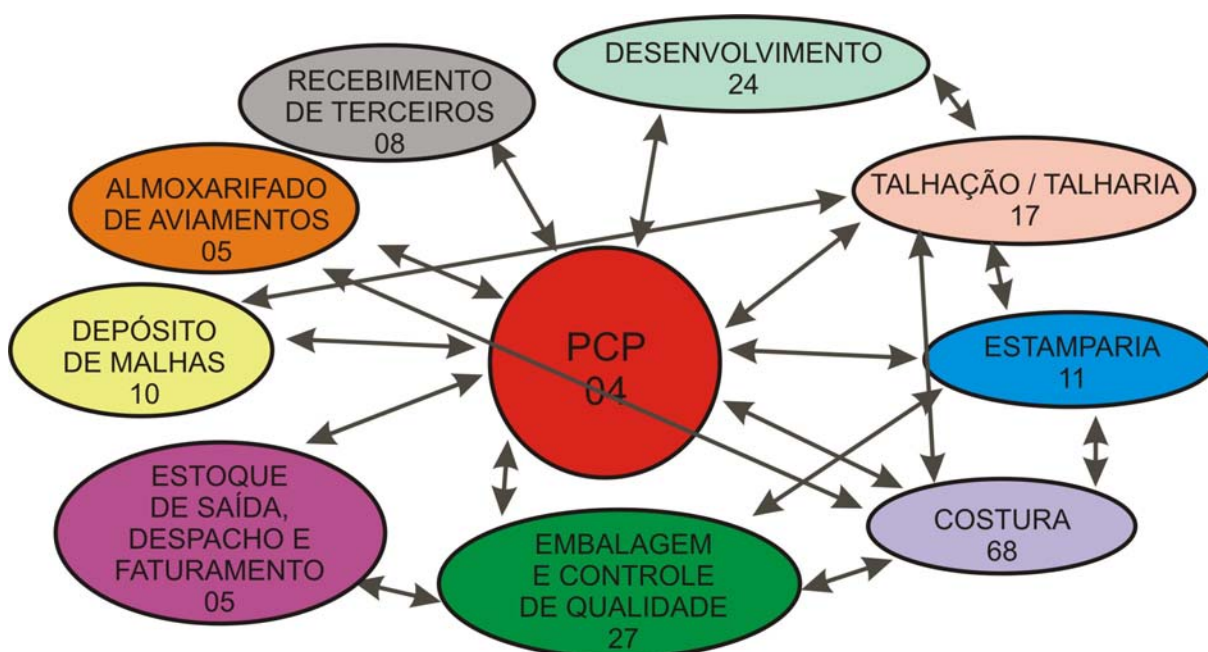 DESENVOLVIMENTO
24
RECEBIMENTO
DE TERCEIROS
08
ALMOXARIFADO
DE AVIAMENTOS
05
TALHAÇÃO / TALHARIA
17
DEPÓSITO
DE MALHAS
10
PCP
04
ESTAMPARIA
11
ESTOQUE
DE SAÍDA,
DESPACHO E
FATURAMENTO
05
EMBALAGEM
E CONTROLE
DE QUALIDADE
27
COSTURA
68